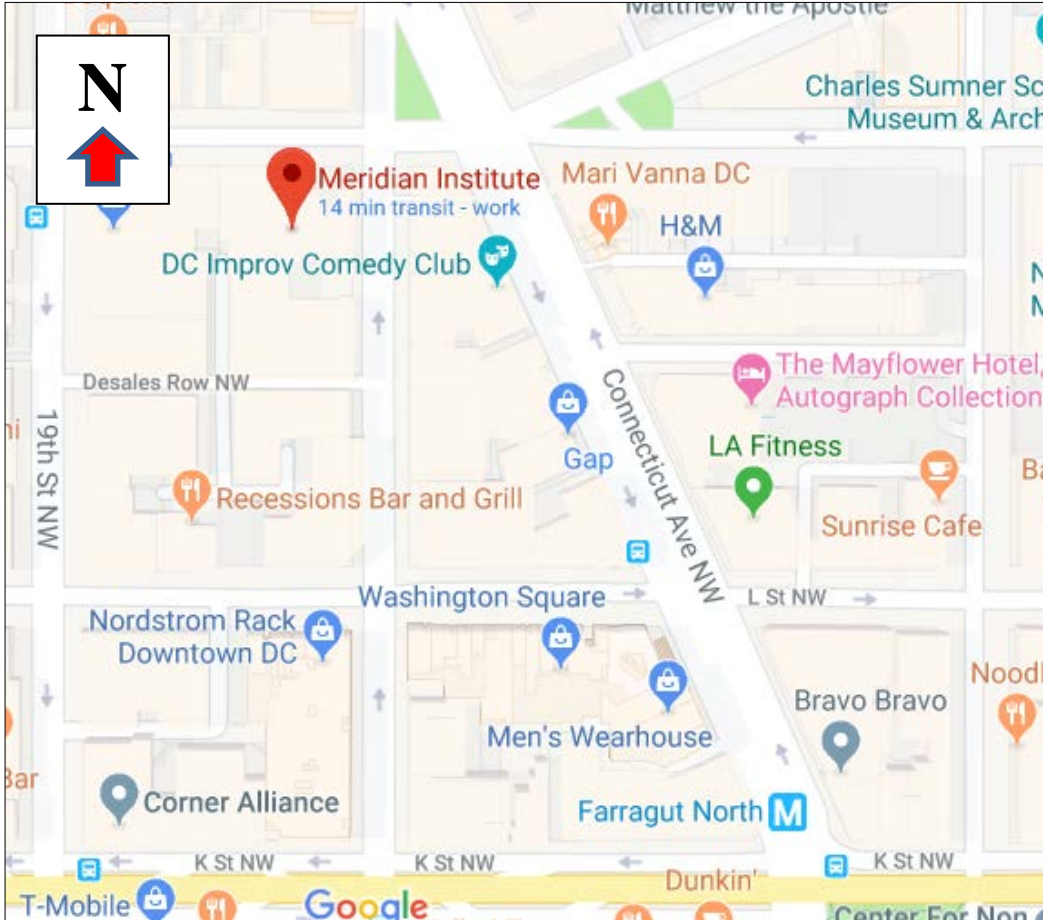 Matthew the Apostle
N
Charles Sumner Sc
Museum & Arch
Meridian Institute
14 min transit - work
Mari Vanna DC
H&M
DC Improv Comedy Club
N
M
The Mayflower Hotel,
Autograph Collection
Desales Row NW
Connecticut Ave NW
19th St NW
Gap
LA Fitness
Ba
Recessions Bar and Grill
Sunrise Cafe
Washington Square
L St NW
Nordstrom Rack
Downtown DC
Noodl
Bravo Bravo
Men's Wearhouse
Bar
Corner Alliance
Farragut North M
K St NW
K St NW
K St NW
Dunkin'
T-Mobile
Google
Center For Non